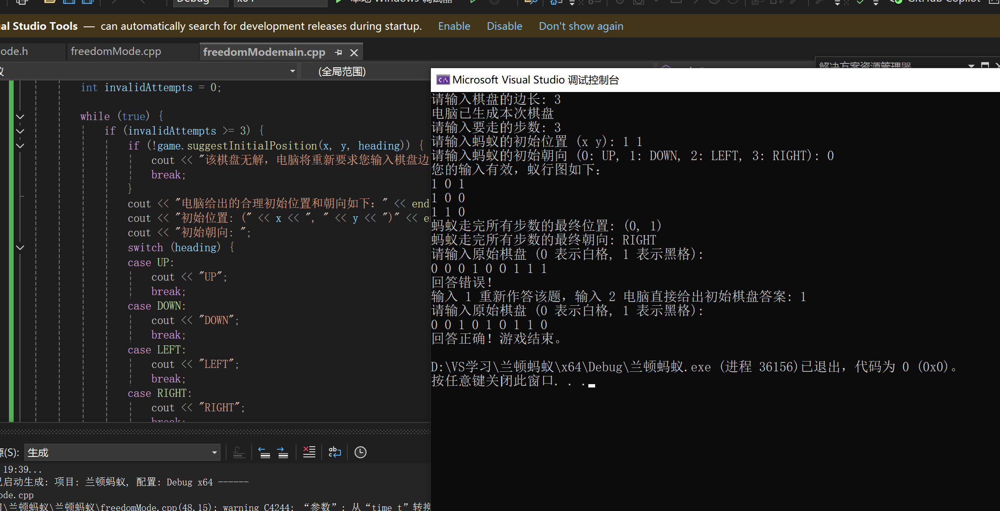 al Studio Tools — can automatically search for development releases during startup. Enable Disable Don't show again
ode.h freedomMode.cpp freedomModemain.cpp
(全局范围)
int invalidAttempts = 0;
while (true) {
if (invalidAttempts >= 3) {
if (!game.suggestInitialPosition(x, y, heading)) {
cout << "该棋盘无解，电脑将重新要求您输入棋盘边
break;
}
cout << "电脑给出的合理初始位置和朝向如下：" << end
cout << "初始位置: (" << x << ", " << y << ")" << e
cout << "初始朝向: ";
switch (heading) {
case UP:
cout << "UP";
break;
case DOWN:
cout << "DOWN";
break;
case LEFT:
cout << "LEFT";
break;
case RIGHT:
cout << "RIGHT";
break;
解决方案资源管理器
Microsoft Visual Studio 调试控制台
请输入棋盘的边长: 3
电脑已生成本次棋盘
请输入要走的步数: 3
请输入蚂蚁的初始位置 (x y): 1 1
请输入蚂蚁的初始朝向 (0: UP, 1: DOWN, 2: LEFT, 3: RIGHT): 0
您的输入有效，蚁行图如下：
1 0 1
1 0 0
1 1 0
蚂蚁走完所有步数的最终位置: (0, 1)
蚂蚁走完所有步数的最终朝向: RIGHT
请输入原始棋盘 (0 表示白格, 1 表示黑格):
0 0 0 1 0 0 1 1 1
回答错误！
输入 1 重新作答该题，输入 2 电脑直接给出初始棋盘答案: 1
请输入原始棋盘 (0 表示白格, 1 表示黑格):
0 0 1 0 1 0 1 1 0
回答正确！游戏结束。
D:\VS学习\兰顿蚂蚁\x64\Debug\兰顿蚂蚁.exe (进程 36156)已退出，代码为 0 (0x0)。
按任意键关闭此窗口. . .
源(S): 生成
19:39...
已启动生成: 项目: 兰顿蚂蚁, 配置: Debug x64 ------
ode.cpp
\兰顿蚂蚁\兰顿蚂蚁\freedomMode.cpp(48,15): warning C4244: “参数”: 从“time_t”转换